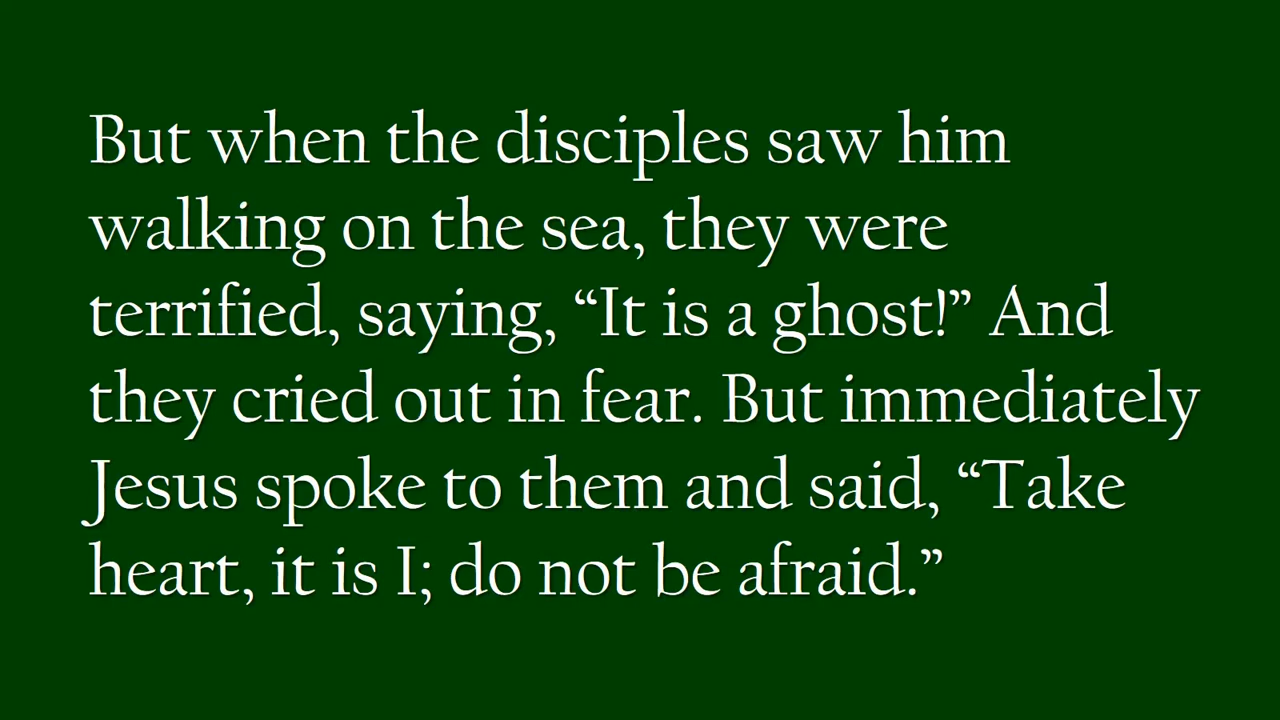 But when the disciples saw him
walking on the sea, they were
terrified, saying, “It is a ghost!” And
they cried out in fear. But immediately
Jesus spoke to them and said, “Take
heart, it is I; do not be afraid.”